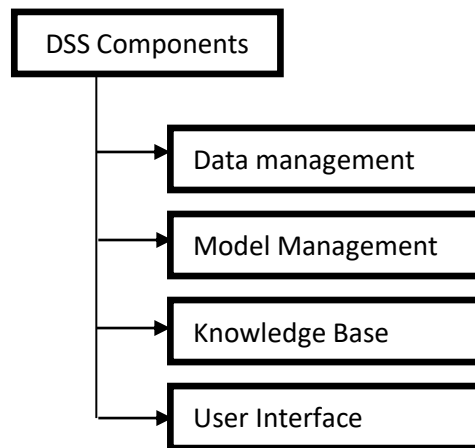 DSS Components
Data management
Model Management
Knowledge Base
User Interface